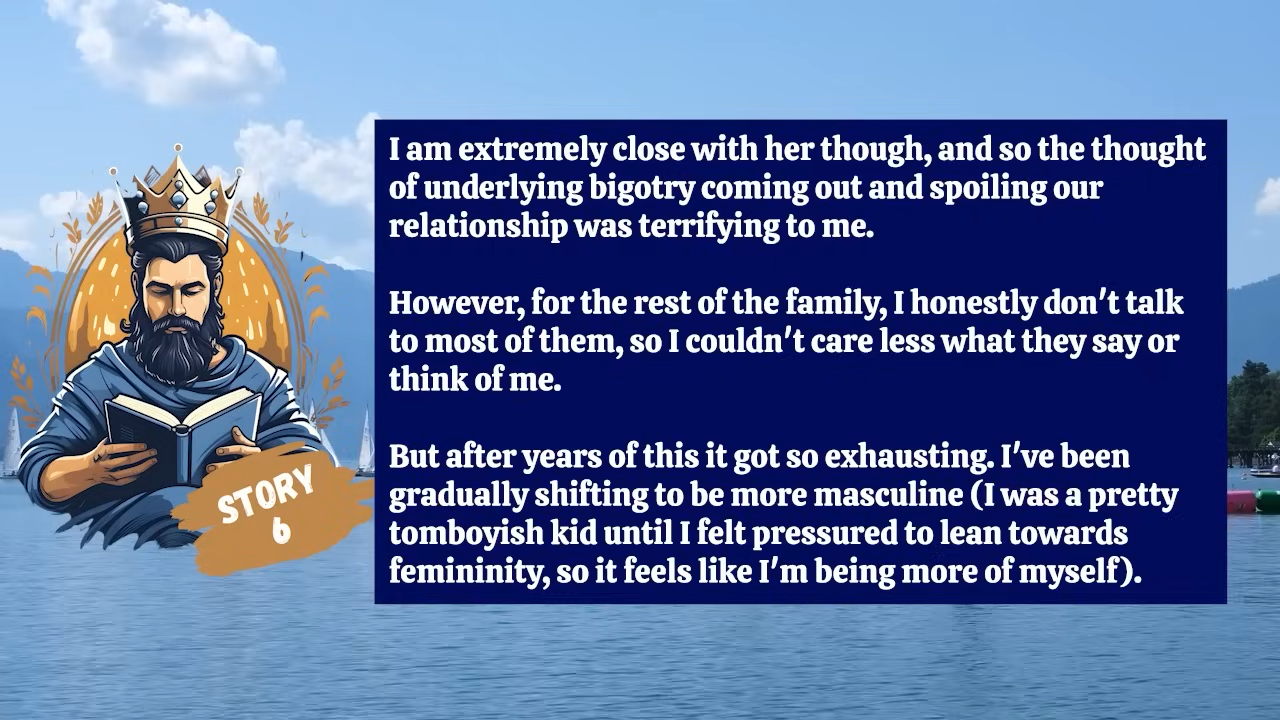 I am extremely close with her though, and so the thought
of underlying bigotry coming out and spoiling our
relationship was terrifying to me.
However, for the rest of the family, I honestly don't talk
to most of them, so I couldn't care less what they say or
think of me.
But after years of this it got so exhausting. I've been
gradually shifting to be more masculine (I was a pretty
tomboyish kid until I felt pressured to lean towards
femininity, so it feels like I'm being more of myself).
STORY
6